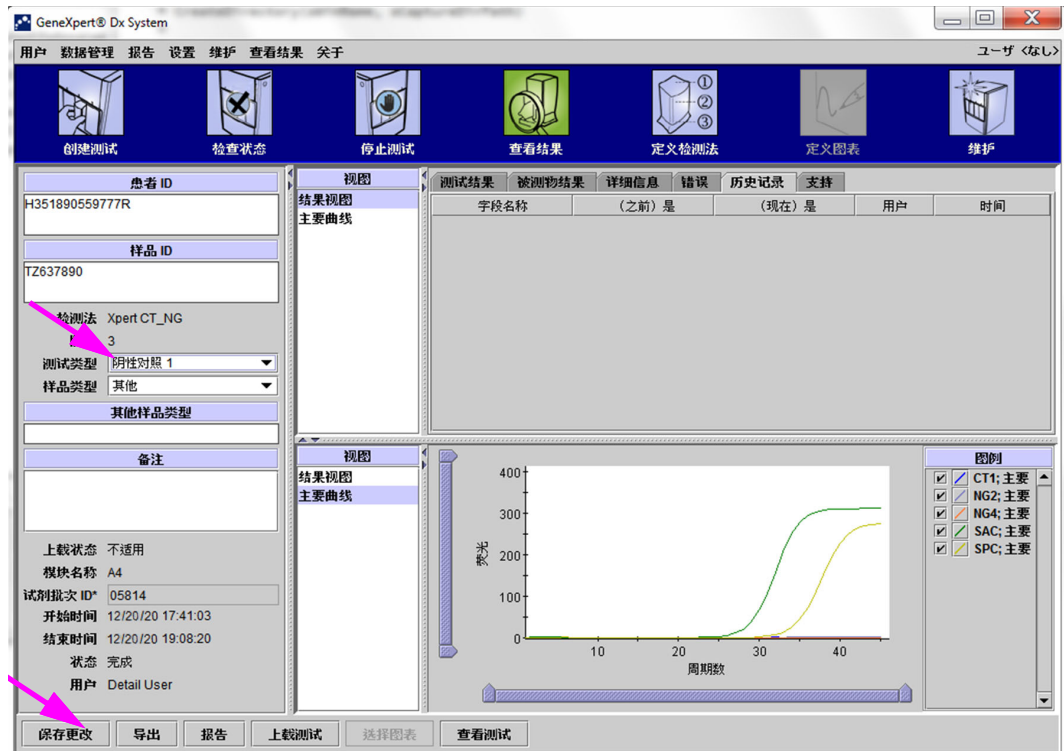 GeneXpert® Dx System
用户 数据管理 报告 设置 维护 查看结果 关于
ユーザ <なし>
创建测试 检查状态 停止测试 查看结果 定义检测法 定义图表 维护
患者 ID
H351890559777R
样品 ID
TZ637890
检测法 Xpert CT_NG
3
测试类型 阴性对照 1
样品类型 其他
其他样品类型
备注
上载状态 不适用
模块名称 A4
试剂批次 ID* 05814
开始时间 12/20/20 17:41:03
结束时间 12/20/20 19:08:20
状态 完成
用户 Detail User
视图
结果视图
主要曲线
测试结果 被测物结果 详细信息 错误 历史记录 支持
字段名称 (之前) 是 (现在) 是 用户 时间
视图
结果视图
主要曲线
荧光
400
300
200
100
0
10 20 30 40
周期数
图例
CT1; 主要
NG2; 主要
NG4; 主要
SAC; 主要
SPC; 主要
保存更改 导出 报告 上载测试 选择图表 查看测试